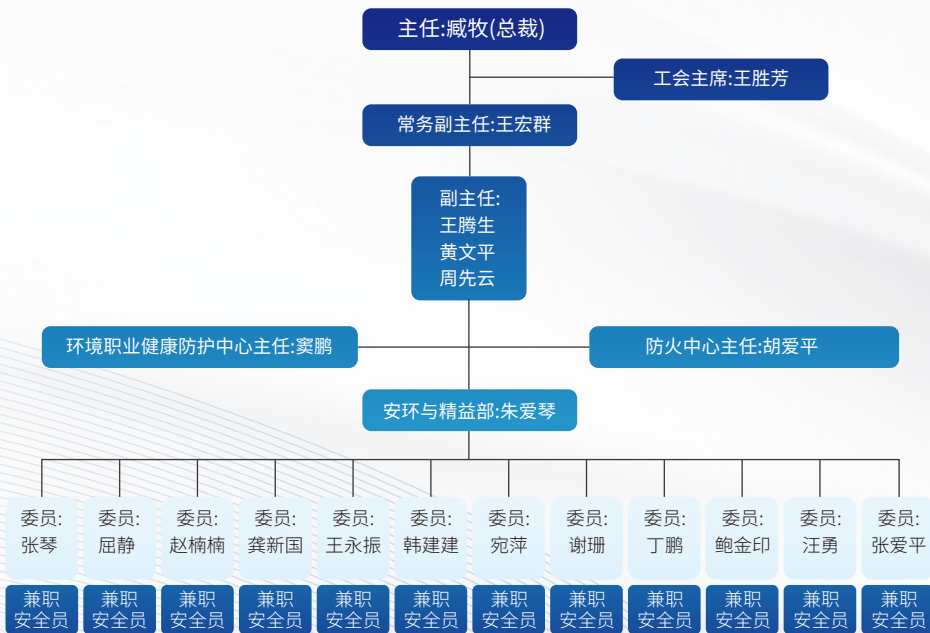 主任:臧牧(总裁)
工会主席:王胜芳
常务副主任:王宏群
副主任:
王腾生
黄文平
周先云
环境职业健康防护中心主任:窦鹏
防火中心主任:胡爱平
安环与精益部:朱爱琴
委员:
张琴
委员:
屈静
委员:
赵楠楠
委员:
龚新国
委员:
王永振
委员:
韩建建
委员:
宛萍
委员:
谢珊
委员:
丁鹏
委员:
鲍金印
委员:
汪勇
委员:
张爱平
兼职
安全员
兼职
安全员
兼职
安全员
兼职
安全员
兼职
安全员
兼职
安全员
兼职
安全员
兼职
安全员
兼职
安全员
兼职
安全员
兼职
安全员
兼职
安全员